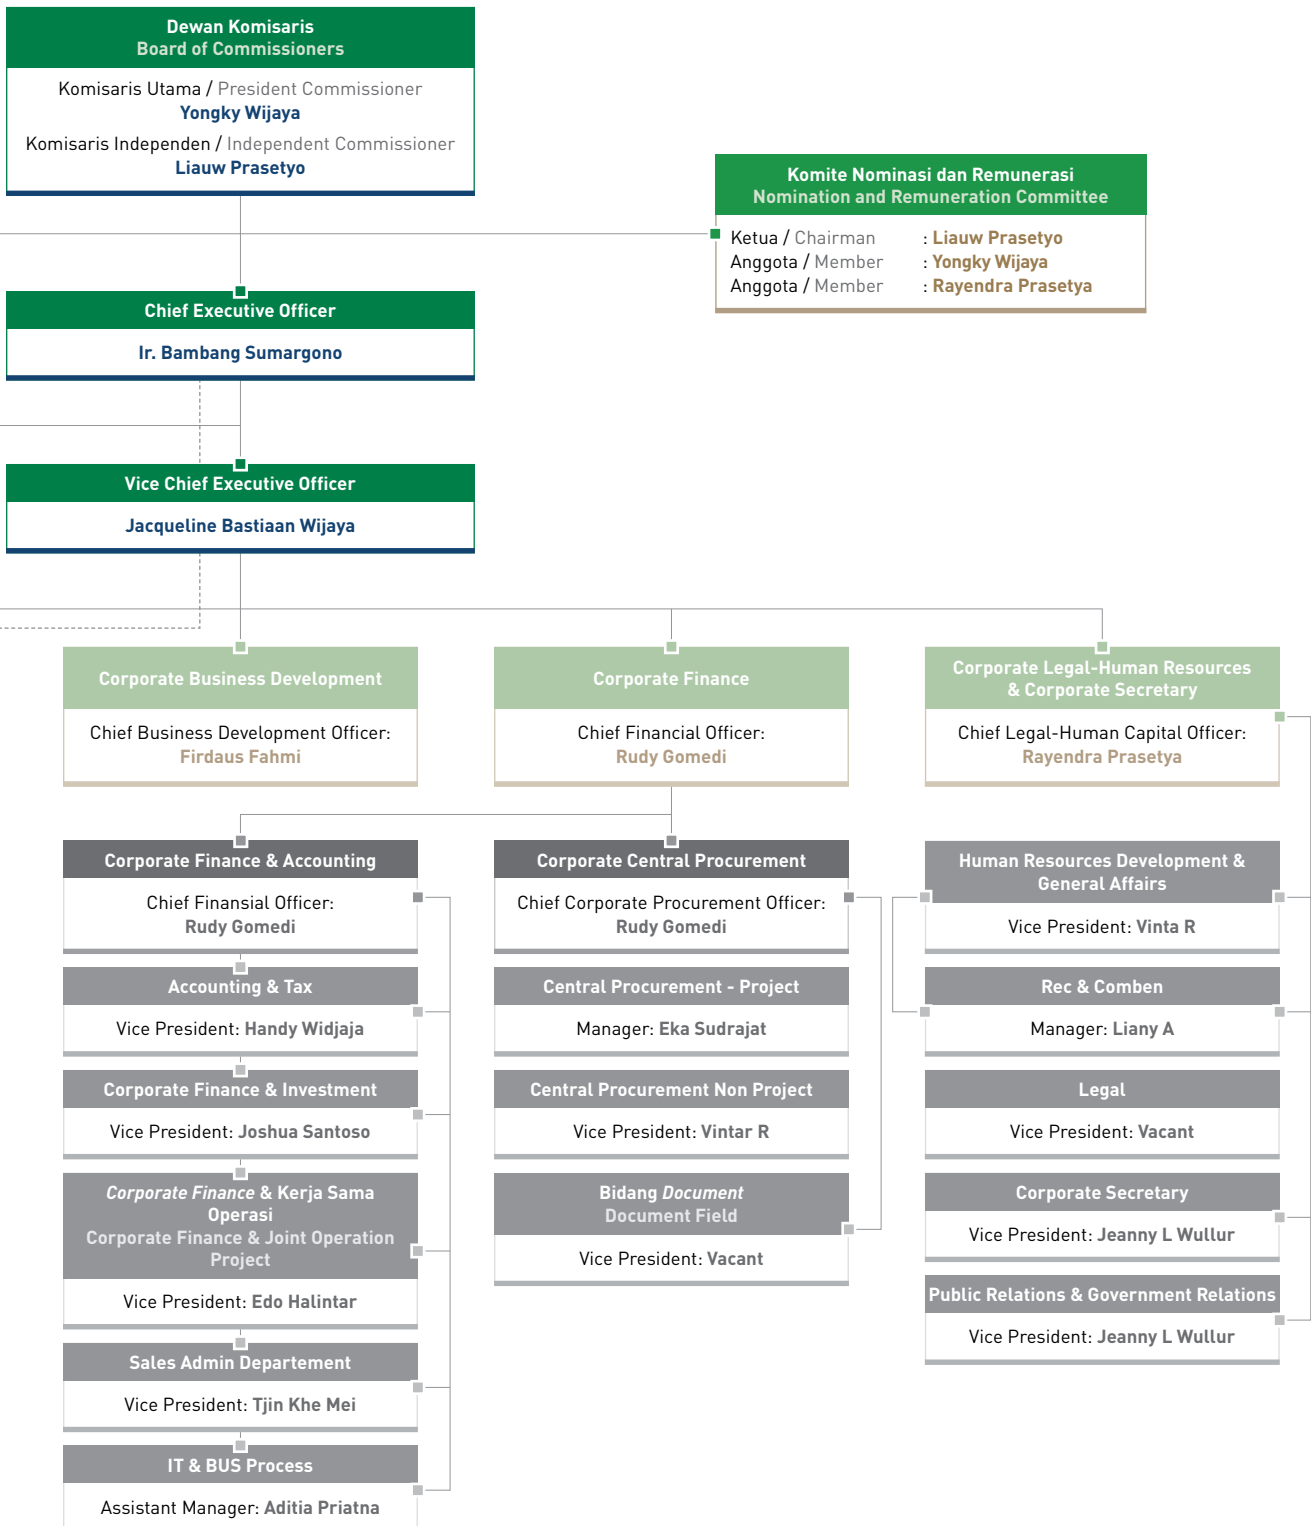 Dewan Komisaris
Board of Commissioners
Komisaris Utama / President Commissioner
Yongky Wijaya
Komisaris Independen / Independent Commissioner
Liauw Prasetyo
Komite Nominasi dan Remunerasi
Nomination and Remuneration Committee
Ketua / Chairman : Liauw Prasetyo
Anggota / Member : Yongky Wijaya
Anggota / Member : Rayendra Prasetya
Chief Executive Officer
Ir. Bambang Sumargono
Vice Chief Executive Officer
Jacqueline Bastiaan Wijaya
Corporate Business Development
Chief Business Development Officer:
Firdaus Fahmi
Corporate Finance
Chief Financial Officer:
Rudy Gomedi
Corporate Legal-Human Resources
& Corporate Secretary
Chief Legal-Human Capital Officer:
Rayendra Prasetya
Corporate Finance & Accounting
Chief Finansial Officer:
Rudy Gomedi
Accounting & Tax
Vice President: Handy Widjaja
Corporate Finance & Investment
Vice President: Joshua Santoso
Corporate Finance & Kerja Sama
Operasi
Corporate Finance & Joint Operation
Project
Vice President: Edo Halintar
Sales Admin Departement
Vice President: Tjin Khe Mei
IT & BUS Process
Assistant Manager: Aditia Priatna
Corporate Central Procurement
Chief Corporate Procurement Officer:
Rudy Gomedi
Central Procurement - Project
Manager: Eka Sudrajat
Central Procurement Non Project
Vice President: Vintar R
Bidang Document
Document Field
Vice President: Vacant
Human Resources Development &
General Affairs
Vice President: Vinta R
Rec & Comben
Manager: Liany A
Legal
Vice President: Vacant
Corporate Secretary
Vice President: Jeanny L Wullur
Public Relations & Government Relations
Vice President: Jeanny L Wullur